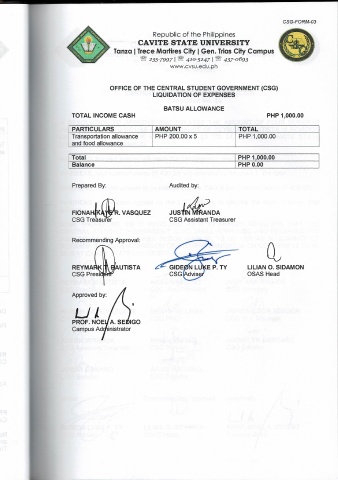 CSG-FORM-03
Republic of the Philippines
CAVITE STATE UNIVERSITY
Tanza | Trece Martires City | Gen. Trias City Campus
☏ 235-7997 | ☏ 410-5247 | ☏ 437-0693
www.cvsu.edu.ph
OFFICE OF THE CENTRAL STUDENT GOVERNMENT (CSG)
LIQUIDATION OF EXPENSES
BATSU ALLOWANCE
TOTAL INCOME CASH PHP 1,000.00
PARTICULARS AMOUNT TOTAL
Transportation allowance and food allowance PHP 200.00 x 5 PHP 1,000.00
Total PHP 1,000.00
Balance PHP 0.00
Prepared By: Audited by:
R. VASQUEZ JUSTIN MIRANDA
CSG Treasurer CSG Assistant Treasurer
Recommending Approval:
REYMARK BAUTISTA GIDEON LUKE P. TY LILIAN O. SIDAMON
CSG President CSG Adviser OSAS Head
Approved by:
PROF. NOEL A. SEDIGO
Campus Administrator